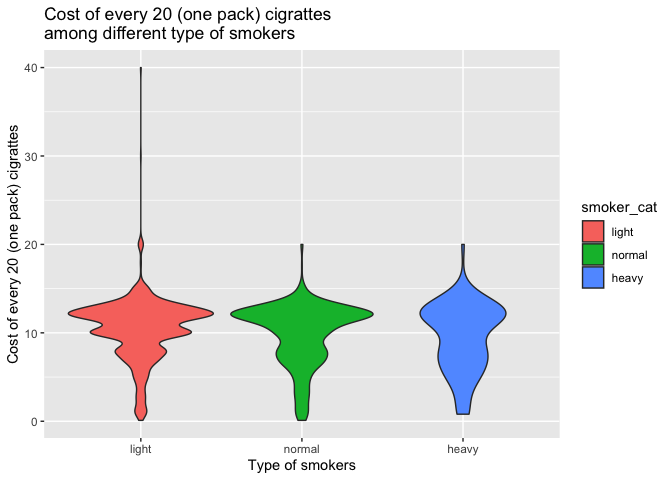 Cost of every 20 (one pack) cigrattes
among different type of smokers
Cost of every 20 (one pack) cigrattes
40
30
20
10
0
light
normal
heavy
Type of smokers
smoker_cat
light
normal
heavy